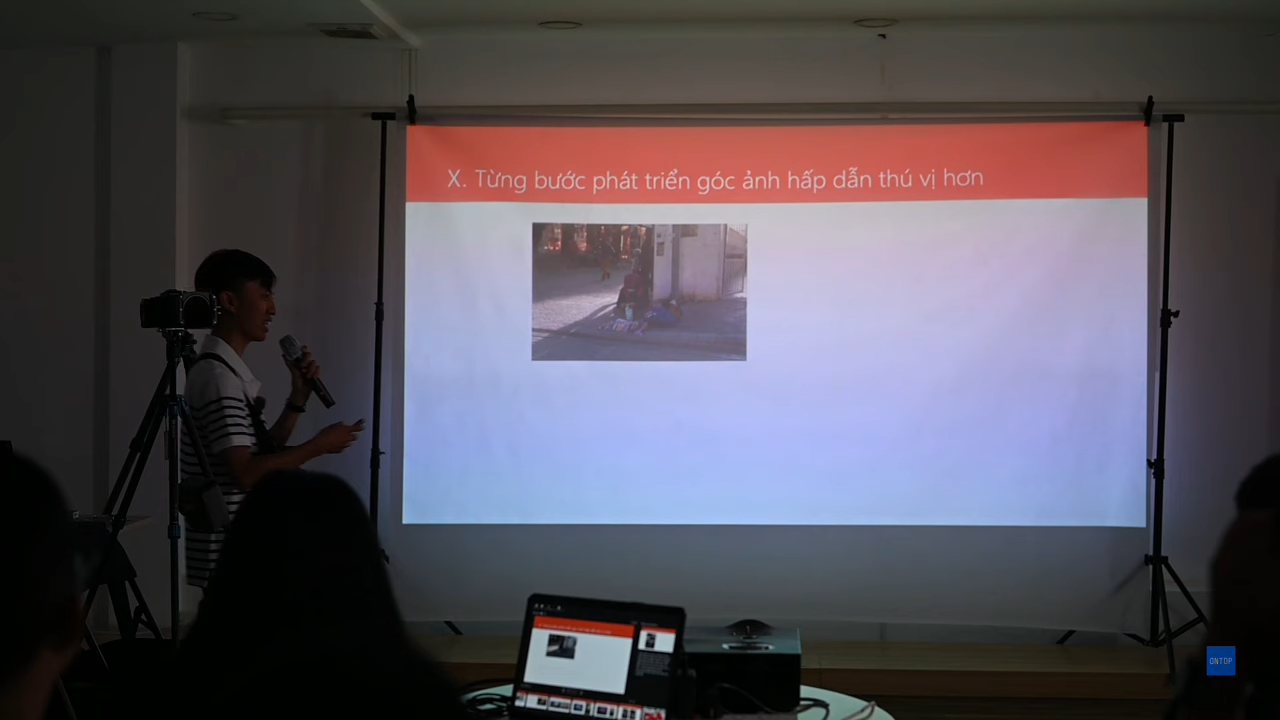 X. Từng bước phát triển góc ảnh hấp dẫn thú vị hơn
ONTOP